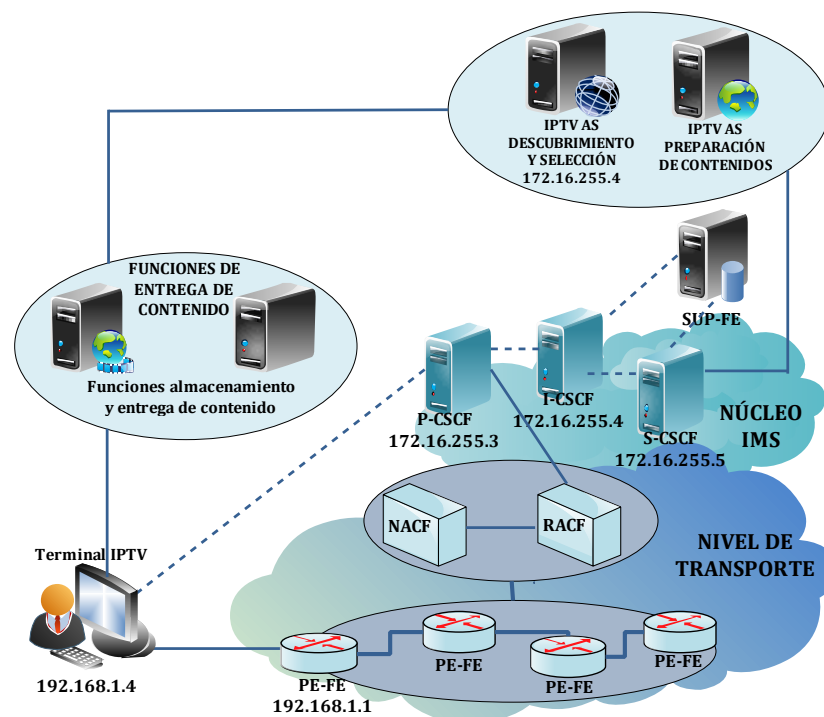 IPTV AS
DESCUBRIMIENTO
Y SELECCIÓN
172.16.255.4
IPTV AS
PREPARACIÓN
DE CONTENIDOS
FUNCIONES DE
ENTREGA DE
CONTENIDO
Funciones almacenamiento
y entrega de contenido
SUP-FE
P-CSCF
172.16.255.3
I-CSCF
172.16.255.4
S-CSCF
172.16.255.5
NÚCLEO
IMS
NACF
RACF
NIVEL DE
TRANSPORTE
Terminal IPTV
192.168.1.4
PE-FE
192.168.1.1
PE-FE
PE-FE
PE-FE